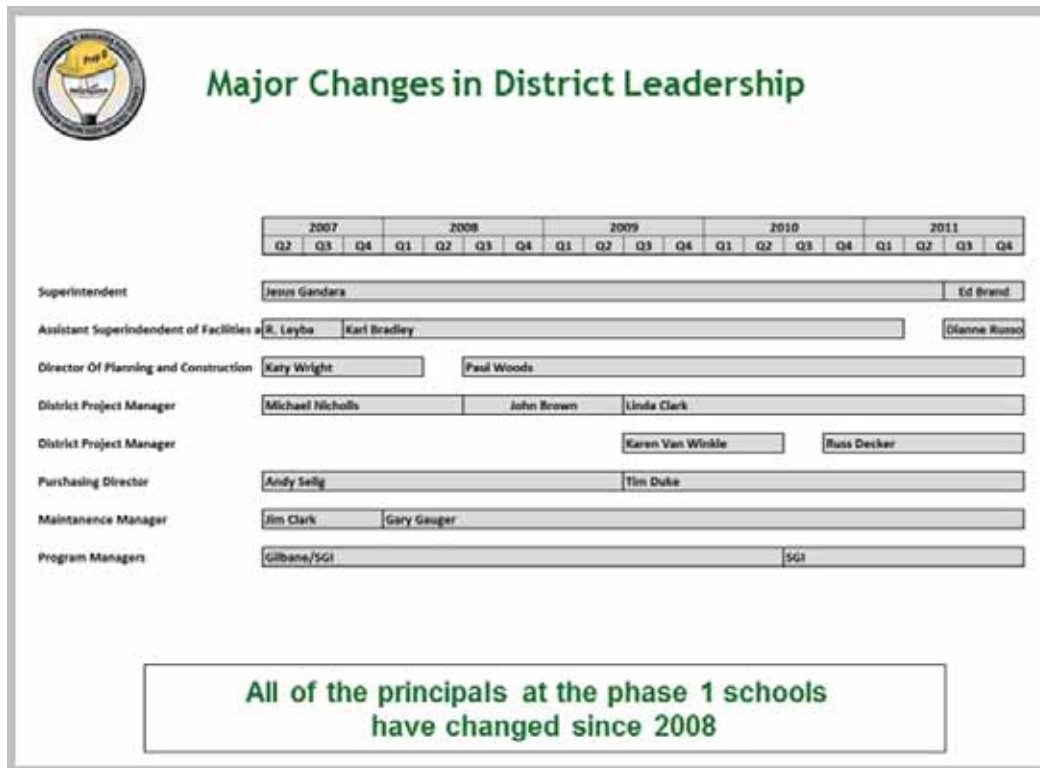 Prop O
Major Changes in District Leadership
2007 2008 2009 2010 2011
Q2 Q3 Q4 Q1 Q2 Q3 Q4 Q1 Q2 Q3 Q4 Q1 Q2 Q3 Q4 Q1 Q2 Q3 Q4
Superintendent Jesus Gandara Ed Brand
Assistant Superindendent of Facilities a R. Leyba Karl Bradley Dianne Russo
Director Of Planning and Construction Katy Wright Paul Woods
District Project Manager Michael Nicholls John Brown Linda Clark
District Project Manager Karen Van Winkle Russ Decker
Purchasing Director Andy Selig Tim Duke
Maintanence Manager Jim Clark Gary Gauger
Program Managers Gilbane/SGI SGI
All of the principals at the phase 1 schools
have changed since 2008